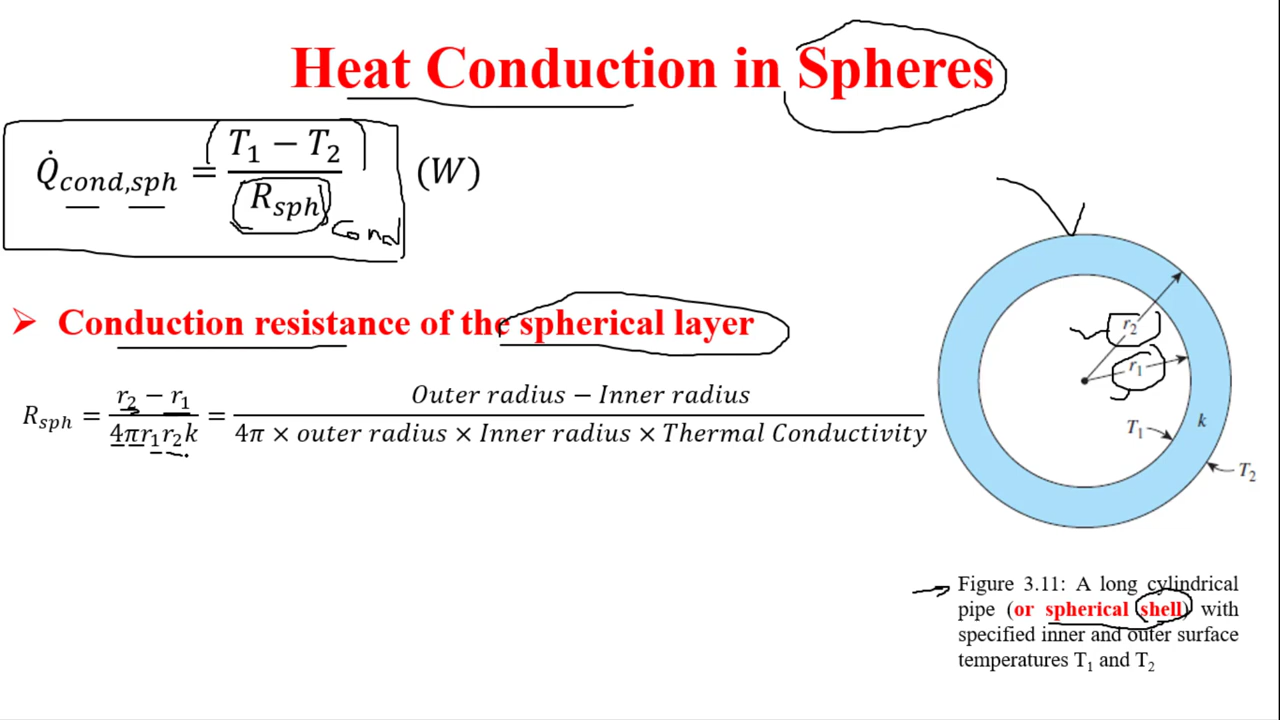 Heat Conduction in Spheres
Q̇cond,sph = T₁ − T₂ / Rsph (W)
Cond
➢ Conduction resistance of the spherical layer
Rsph = r₂ − r₁ / 4πr₁r₂k = Outer radius − Inner radius / 4π × outer radius × Inner radius × Thermal Conductivity
r₂
r₁
T₁
k
T₂
Figure 3.11: A long cylindrical
pipe (or spherical shell) with
specified inner and outer surface
temperatures T₁ and T₂